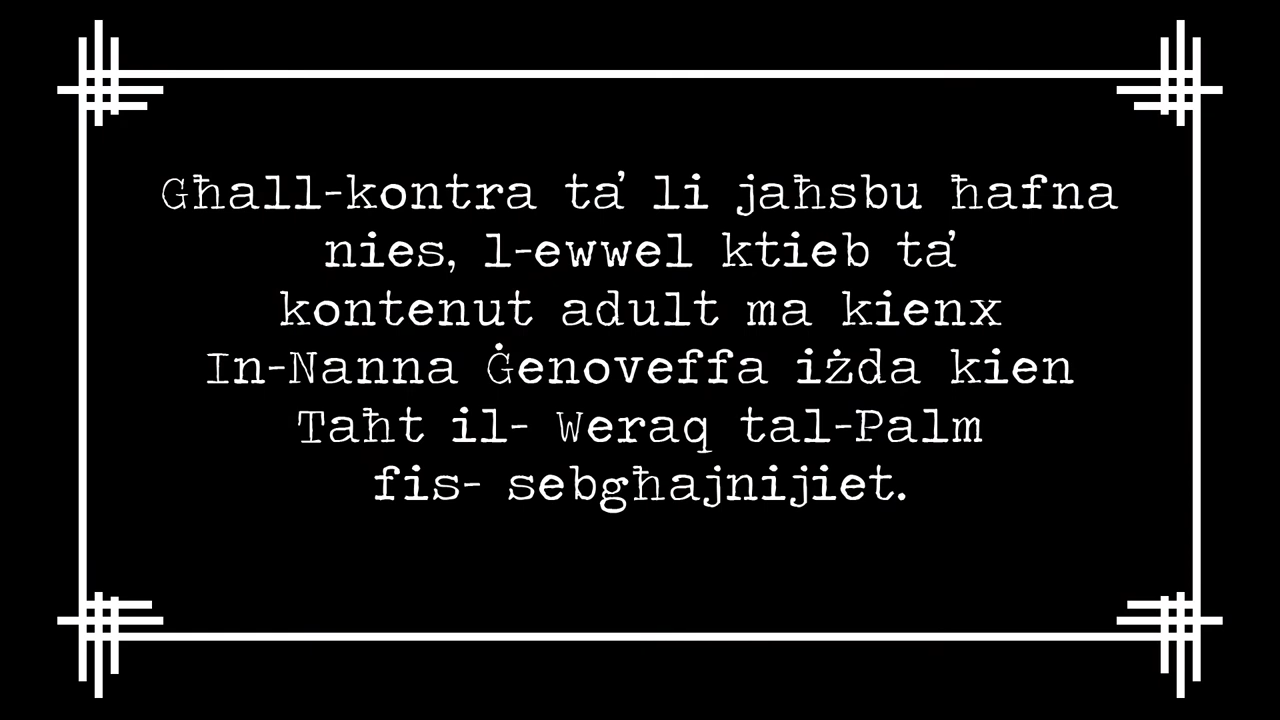 Għall-kontra ta' li jaħsbu ħafna
nies, l-ewwel ktieb ta'
kontenut adult ma kienx
In-Nanna Ġenoveffa iżda kien
Taħt il- Weraq tal-Palm
fis- sebgħajnijiet.